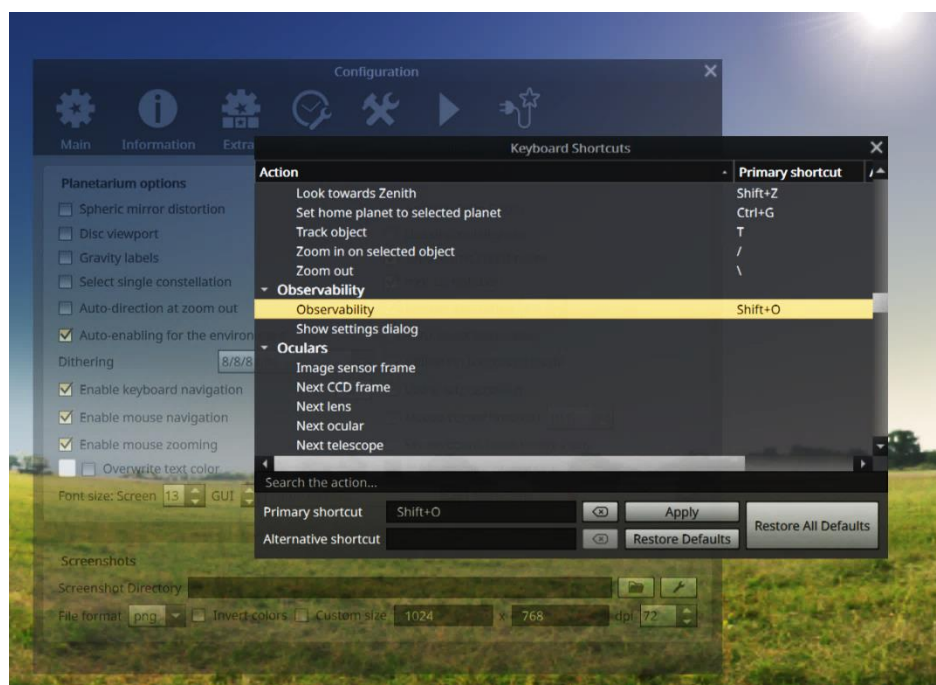 Configuration
Main Information Extra
Planetarium options
Spheric mirror distortion
Disc viewport
Gravity labels
Select single constellation
Auto-direction at zoom out
Auto-enabling for the environ
Dithering 8/8/8
Enable keyboard navigation
Enable mouse navigation
Enable mouse zooming
Overwrite text color
Font size: Screen 13 GUI
Screenshots
Screenshot Directory
File format png Invert colors Custom size 1024 x 768 dpi 72
Keyboard Shortcuts
Action Primary shortcut
Look towards Zenith Shift+Z
Set home planet to selected planet Ctrl+G
Track object T
Zoom in on selected object /
Zoom out \
Observability
Observability Shift+O
Show settings dialog
Oculars
Image sensor frame
Next CCD frame
Next lens
Next ocular
Next telescope
Search the action...
Primary shortcut Shift+O Apply Restore All Defaults
Alternative shortcut Restore Defaults